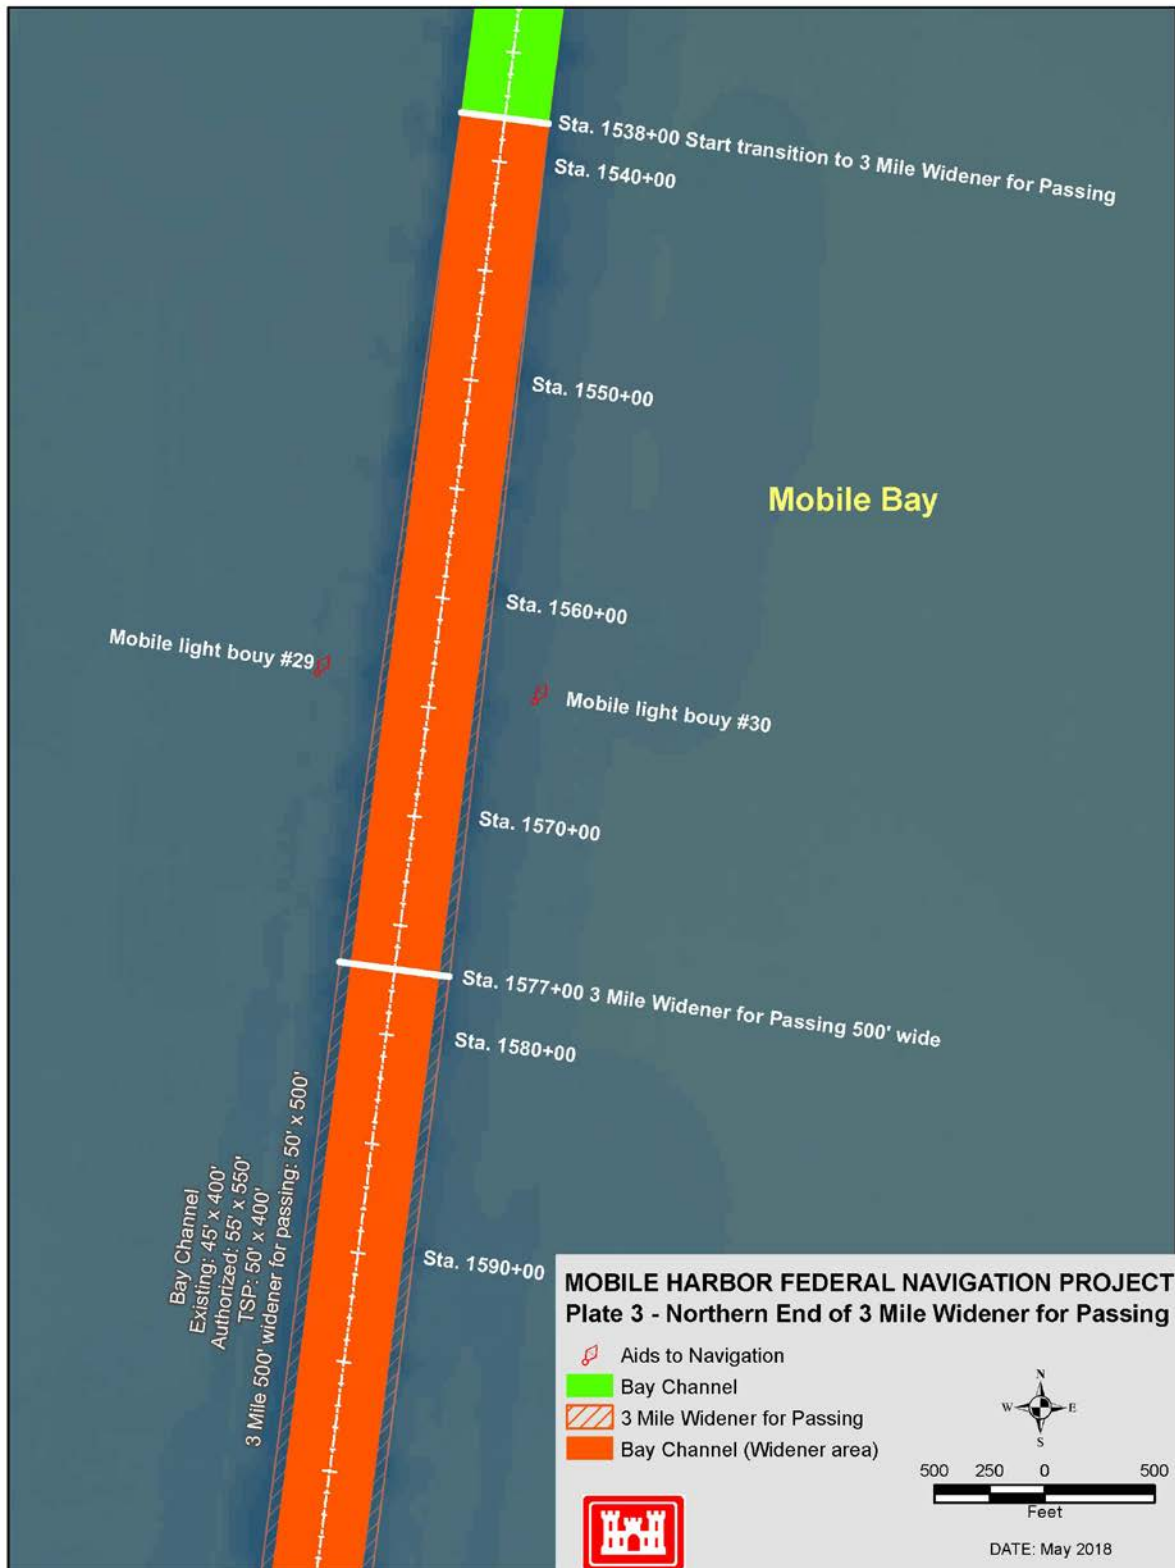 Sta. 1538+00 Start transition to 3 Mile Widener for Passing
Sta. 1540+00
Sta. 1550+00
Mobile Bay
Sta. 1560+00
Mobile light bouy #29
Mobile light bouy #30
Sta. 1570+00
Sta. 1577+00 3 Mile Widener for Passing 500' wide
Sta. 1580+00
Bay Channel
Existing: 45' x 400'
Authorized: 55' x 550'
TSP: 50' x 400'
3 Mile 500' widener for passing: 50' x 500'
Sta. 1590+00
MOBILE HARBOR FEDERAL NAVIGATION PROJECT
Plate 3 - Northern End of 3 Mile Widener for Passing
Aids to Navigation
Bay Channel
3 Mile Widener for Passing
Bay Channel (Widener area)
N
W E
S
500 250 0 500
Feet
DATE: May 2018